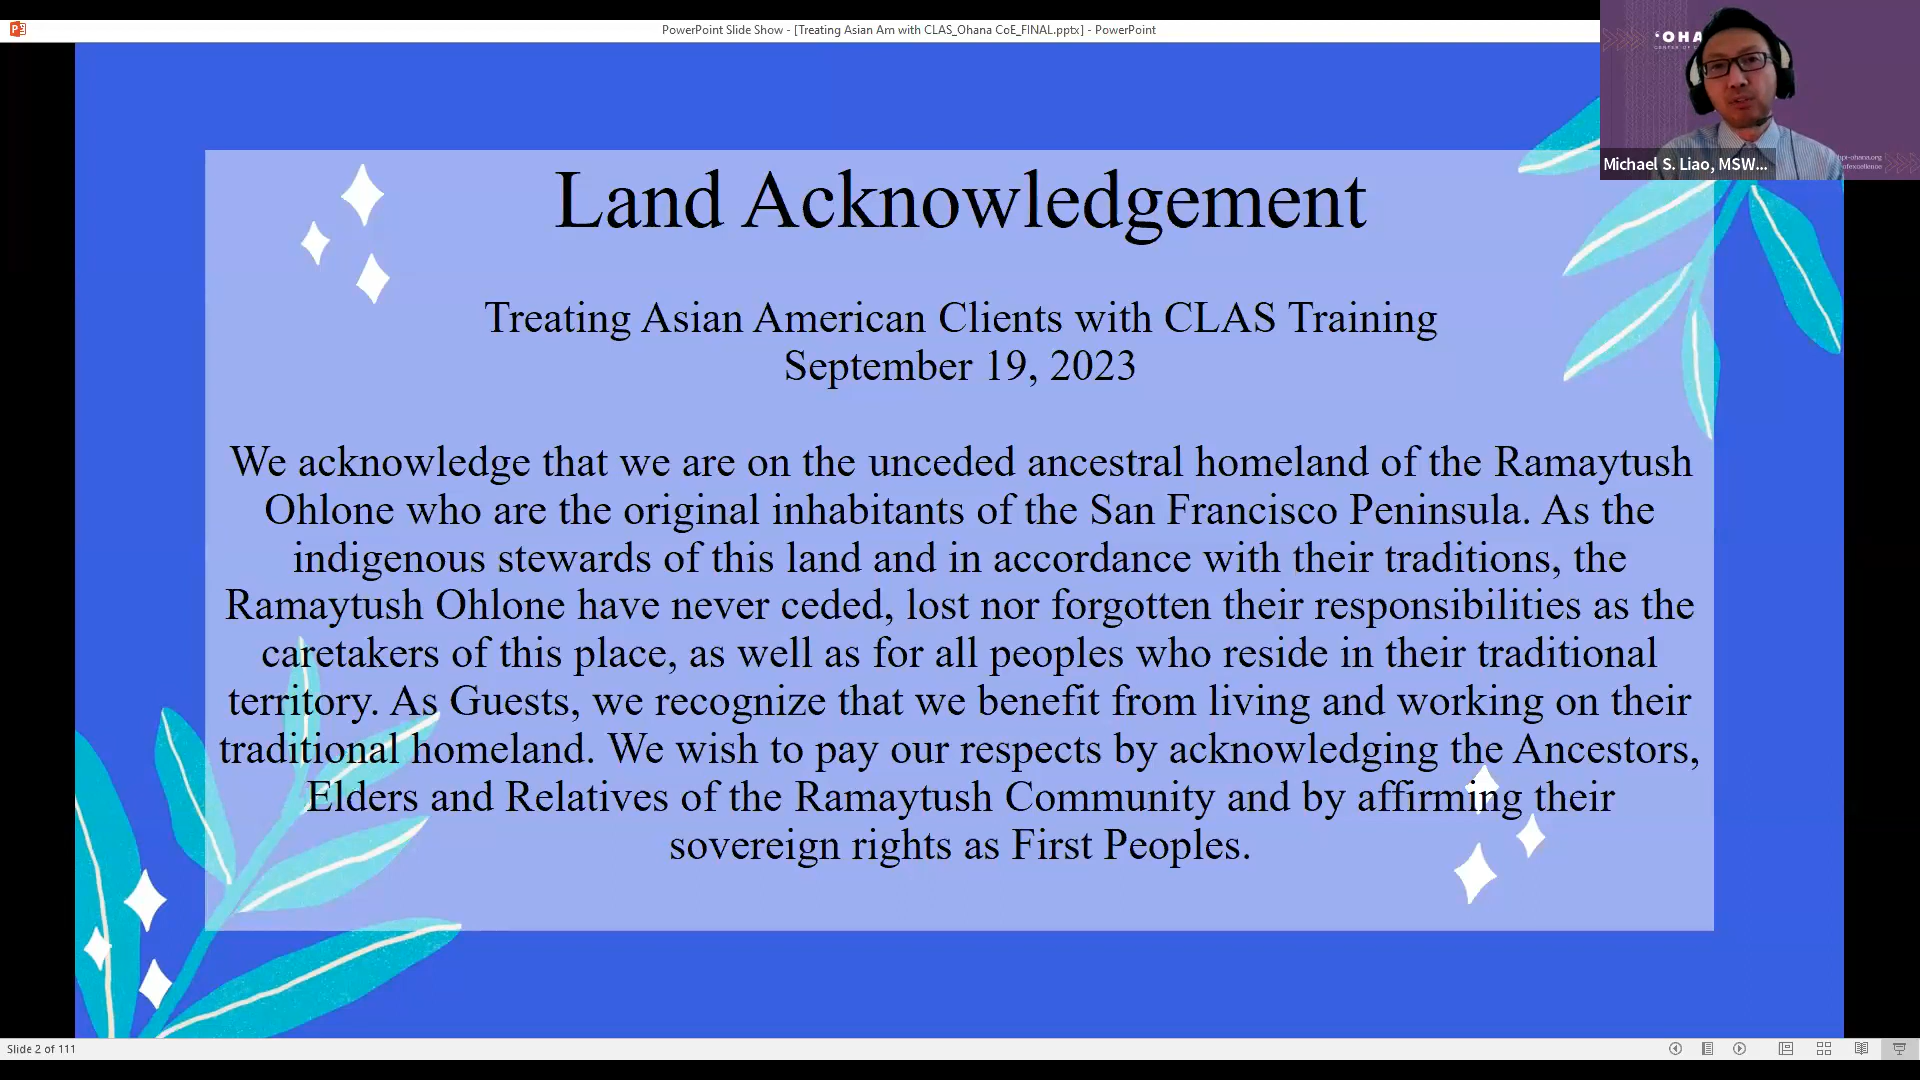 PowerPoint Slide Show - [Treating Asian Am with CLAS_Ohana CoE_FINAL.pptx] - PowerPoint
‘OHA
CENTER OF
Michael S. Liao, MSW...
Land Acknowledgement
Treating Asian American Clients with CLAS Training
September 19, 2023
We acknowledge that we are on the unceded ancestral homeland of the Ramaytush
Ohlone who are the original inhabitants of the San Francisco Peninsula. As the
indigenous stewards of this land and in accordance with their traditions, the
Ramaytush Ohlone have never ceded, lost nor forgotten their responsibilities as the
caretakers of this place, as well as for all peoples who reside in their traditional
territory. As Guests, we recognize that we benefit from living and working on their
traditional homeland. We wish to pay our respects by acknowledging the Ancestors,
Elders and Relatives of the Ramaytush Community and by affirming their
sovereign rights as First Peoples.
Slide 2 of 111